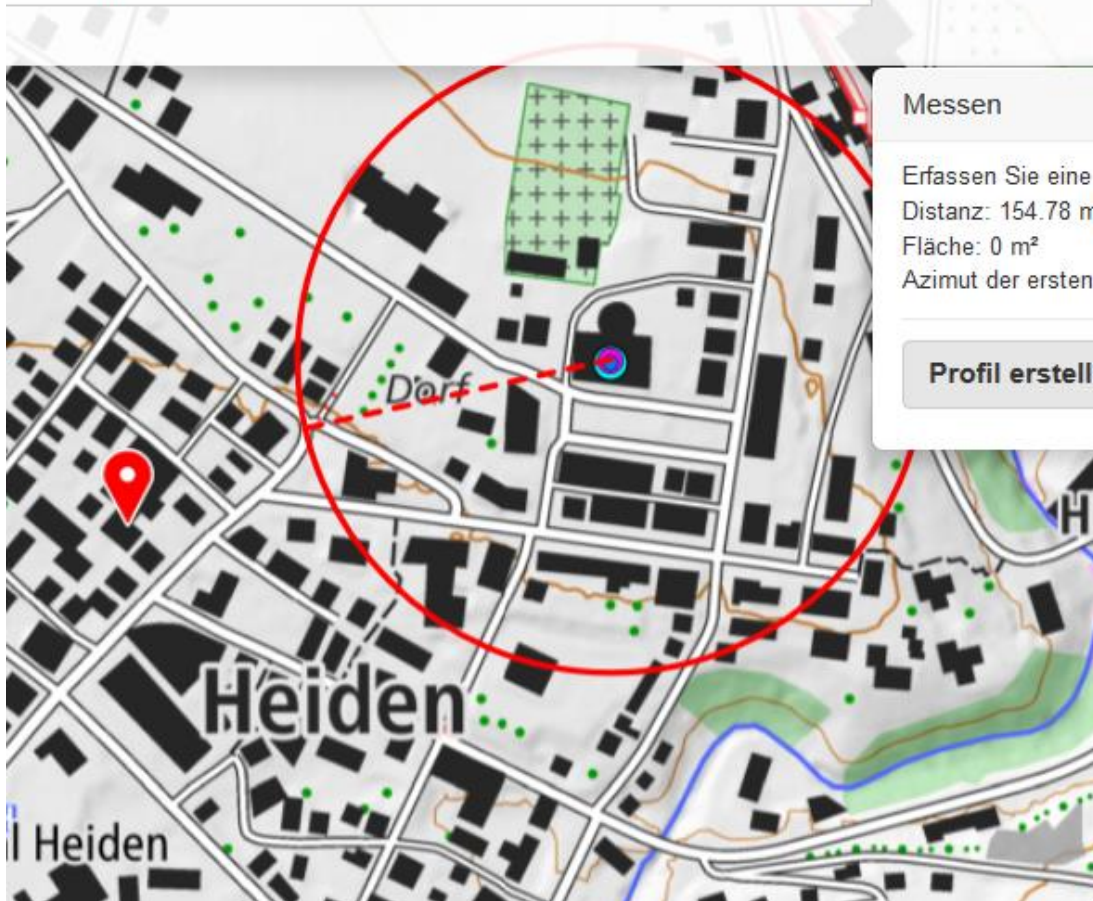 Messen
Erfassen Sie eine
Distanz: 154.78 m
Fläche: 0 m²
Azimut der ersten
Profil erstell
Dorf
H
Heiden
l Heiden